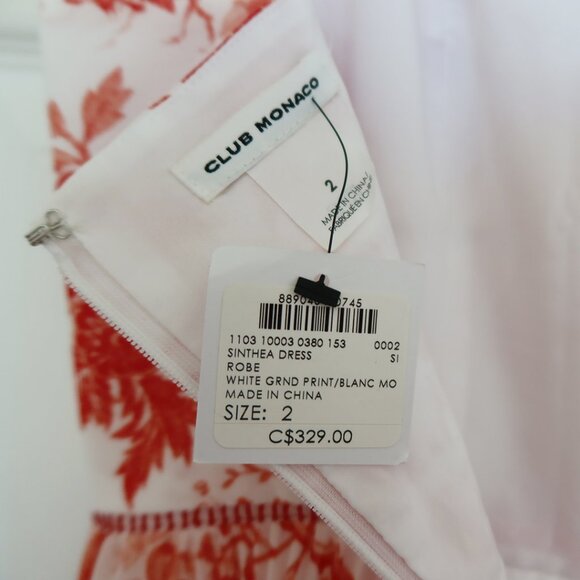 CLUB MONACO
2
MADE IN CHINA/
FABRIQUÉ EN
1103 10003 0380 153 0002
SINTHEA DRESS SI
ROBE
WHITE GRND PRINT/BLANC MO
MADE IN CHINA
SIZE: 2
C$329.00